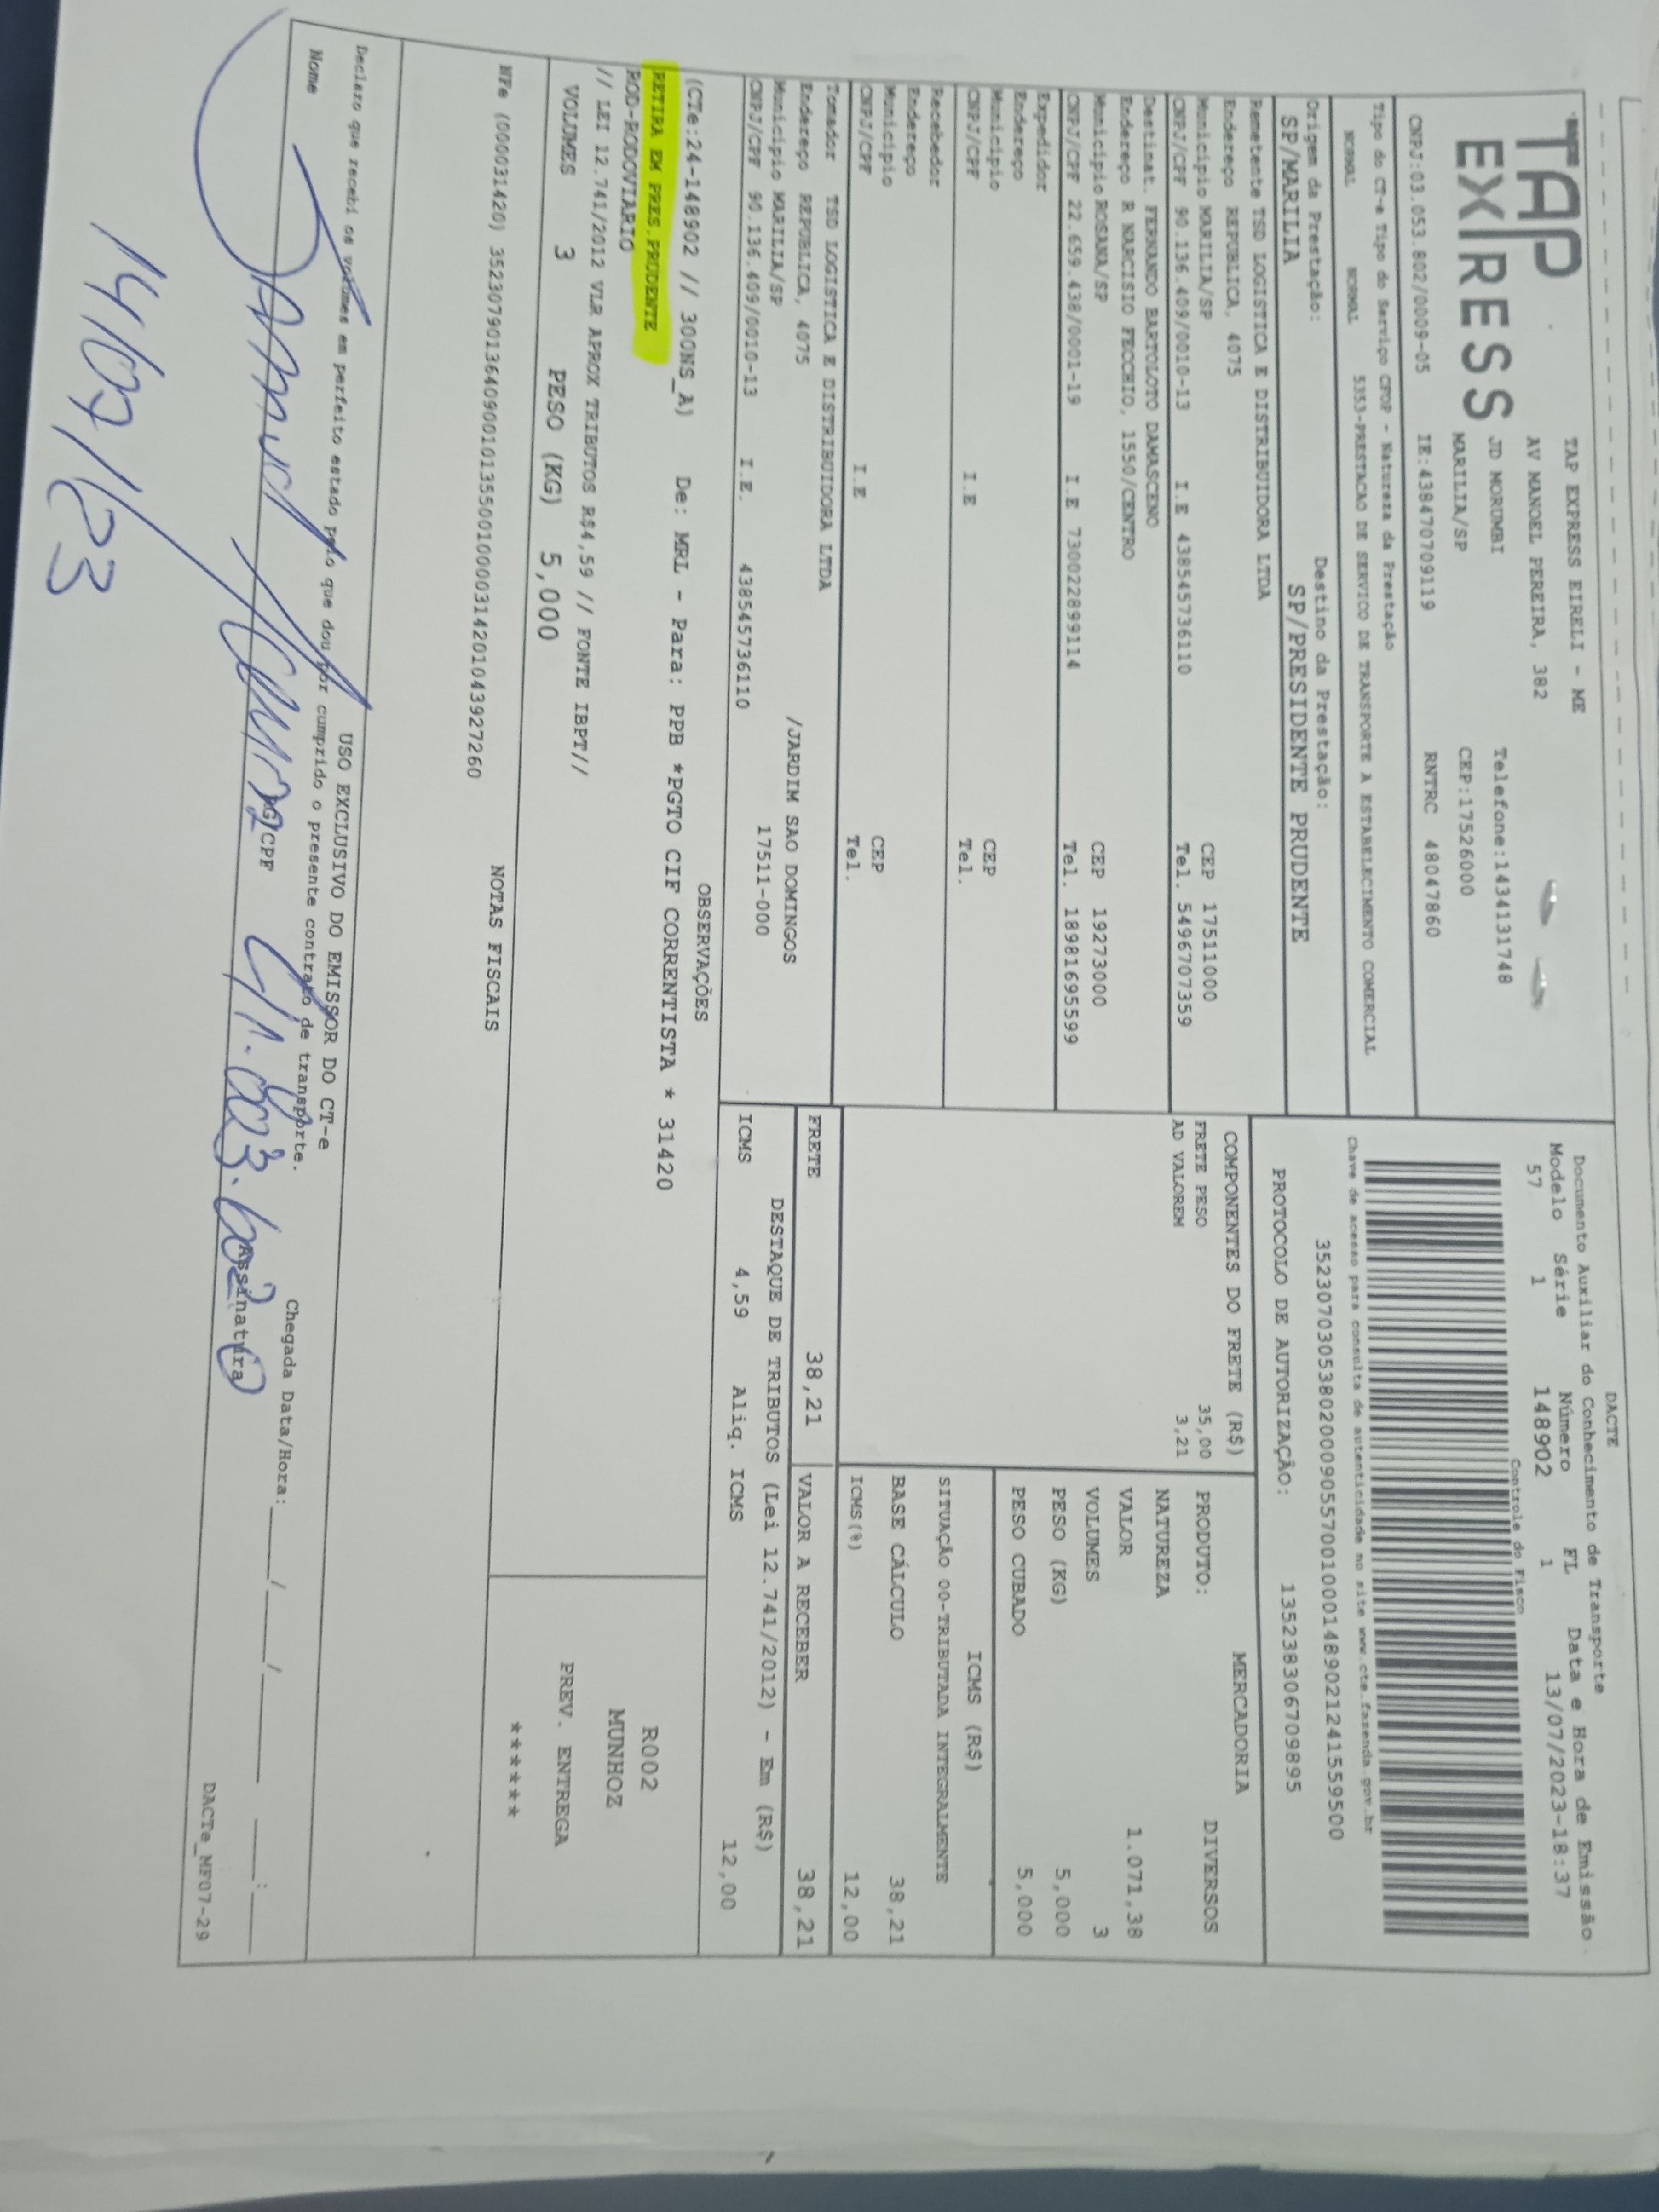 TAP
EXPRESS
TAP EXPRESS EIRELI - ME
AV MANOEL PEREIRA, 382
JD MORUMBI Telefone:1434131748
MARILIA/SP CEP:17526000
CNPJ:03.053.802/0009-05 IE:438470709119 RNTRC 48047860
DACTE
Documento Auxiliar do Conhecimento de Transporte
Modelo Série Número FL Data e Hora de Emissão
57 1 148902 1 13/07/2023-18:37
Controle do Fisco
Chave de acesso para consulta de autenticidade no site www.cte.fazenda.gov.br
35230703053802000905570010001489021241559500
PROTOCOLO DE AUTORIZAÇÃO: 135238306709895
Tipo do CT-e Tipo do Serviço CFOP - Natureza da Prestação
NORMAL NORMAL 5353-PRESTACAO DE SERVICO DE TRANSPORTE A ESTABELECIMENTO COMERCIAL
Origem da Prestação: Destino da Prestação:
SP/MARILIA SP/PRESIDENTE PRUDENTE
Remetente TSD LOGISTICA E DISTRIBUIDORA LTDA
Endereço REPUBLICA, 4075
Município MARILIA/SP CEP 17511000
CNPJ/CPF 90.136.409/0010-13 I.E 438545736110 Tel. 5496707359
Destinat. FERNANDO BARTOLOTO DAMASCENO
Endereço R NARCISIO FEOCHIO, 1550/CENTRO
Município ROSANA/SP CEP 19273000
CNPJ/CPF 22.659.438/0001-19 I.E 730022899114 Tel. 18981695599
Expedidor
Endereço
Município CEP
CNPJ/CPF I.E Tel.
Recebedor
Endereço
Município CEP
CNPJ/CPF I.E Tel.
Tomador TSD LOGISTICA E DISTRIBUIDORA LTDA
Endereço REPUBLICA, 4075 /JARDIM SAO DOMINGOS
Município MARILIA/SP 17511-000
CNPJ/CPF 90.136.409/0010-13 I.E. 438545736110
COMPONENTES DO FRETE (R$)
FRETE PESO 35,00
AD VALOREM 3,21
MERCADORIA
PRODUTO: DIVERSOS
NATUREZA
VALOR 1.071,38
VOLUMES 3
PESO (KG) 5,000
PESO CUBADO 5,000
ICMS (R$)
SITUAÇÃO 00-TRIBUTADA INTEGRALMENTE
BASE CÁLCULO 38,21
ICMS(%) 12,00
FRETE 38,21 VALOR A RECEBER 38,21
DESTAQUE DE TRIBUTOS (Lei 12.741/2012) - Em (R$)
ICMS 4,59 Aliq. ICMS 12,00
OBSERVAÇÕES
(CTe:24-148902 // 300NS_A) De: MRL - Para: PPB *PGTO CIF CORRENTISTA * 31420
RETIRA EM PRES.PRUDENTE
ROD-RODOVIARIO
// LEI 12.741/2012 VLR APROX TRIBUTOS R$4,59 // FONTE IBPT//
VOLUMES 3 PESO (KG) 5,000
R002
MUNHOZ
PREV. ENTREGA
******
NOTAS FISCAIS
NFe (000031420) 35230790136409001013550010000314201043927260
USO EXCLUSIVO DO EMISSOR DO CT-e
Declaro que recebi os volumes em perfeito estado pelo que dou por cumprido o presente contrato de transporte.
Nome RG/CPF 41.003.602 Assinatura
Chegada Data/Hora:____/____/______ ____:____
DACTe_MF07-29
14/07/23